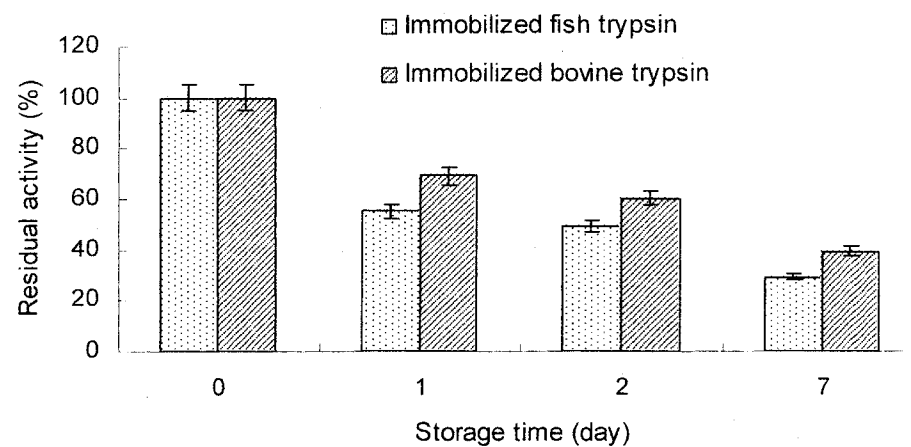 Immobilized fish trypsin
Immobilized bovine trypsin
Residual activity (%)
120
100
80
60
40
20
0
0 1 2 7
Storage time (day)